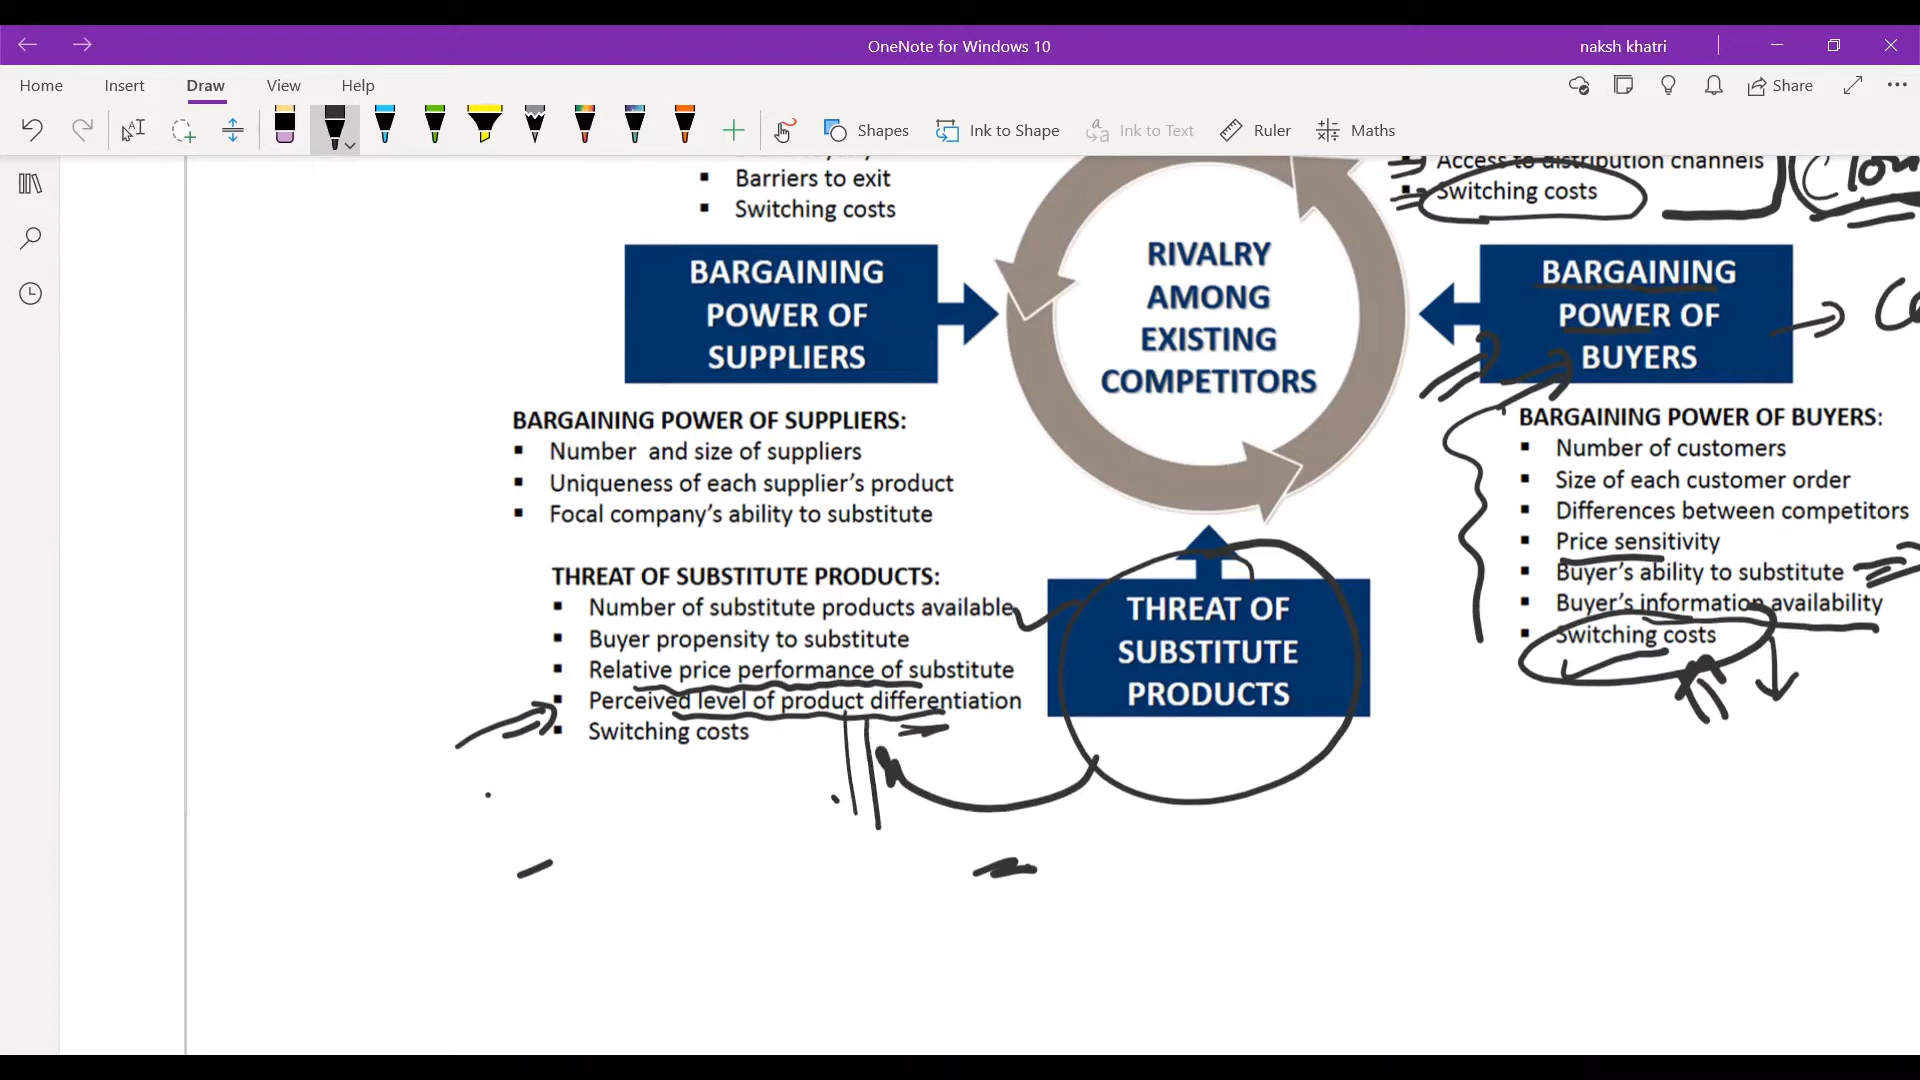 OneNote for Windows 10
naksh khatri
Home
Insert
Draw
View
Help
Share
Shapes
Ink to Shape
Ink to Text
Ruler
Maths
▪ Barriers to exit
▪ Switching costs
▪ Access to distribution channels
▪ Switching costs
BARGAINING
POWER OF
SUPPLIERS
RIVALRY
AMONG
EXISTING
COMPETITORS
BARGAINING
POWER OF
BUYERS
BARGAINING POWER OF SUPPLIERS:
▪ Number and size of suppliers
▪ Uniqueness of each supplier's product
▪ Focal company's ability to substitute
BARGAINING POWER OF BUYERS:
▪ Number of customers
▪ Size of each customer order
▪ Differences between competitors
▪ Price sensitivity
▪ Buyer's ability to substitute
▪ Buyer's information availability
▪ Switching costs
THREAT OF SUBSTITUTE PRODUCTS:
▪ Number of substitute products available
▪ Buyer propensity to substitute
▪ Relative price performance of substitute
▪ Perceived level of product differentiation
▪ Switching costs
THREAT OF
SUBSTITUTE
PRODUCTS